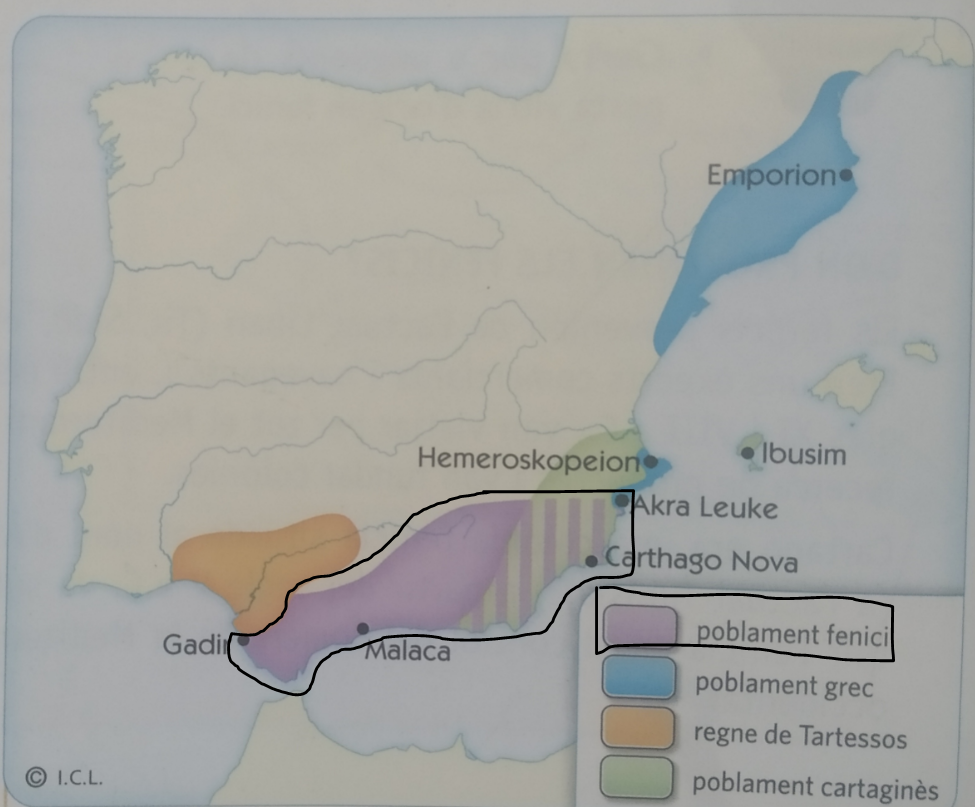 Emporion
Hemeroskopeion
Ibusim
Akra Leuke
Carthago Nova
Gadir
Malaca
poblament fenici
poblament grec
regne de Tartessos
poblament cartaginès
© I.C.L.